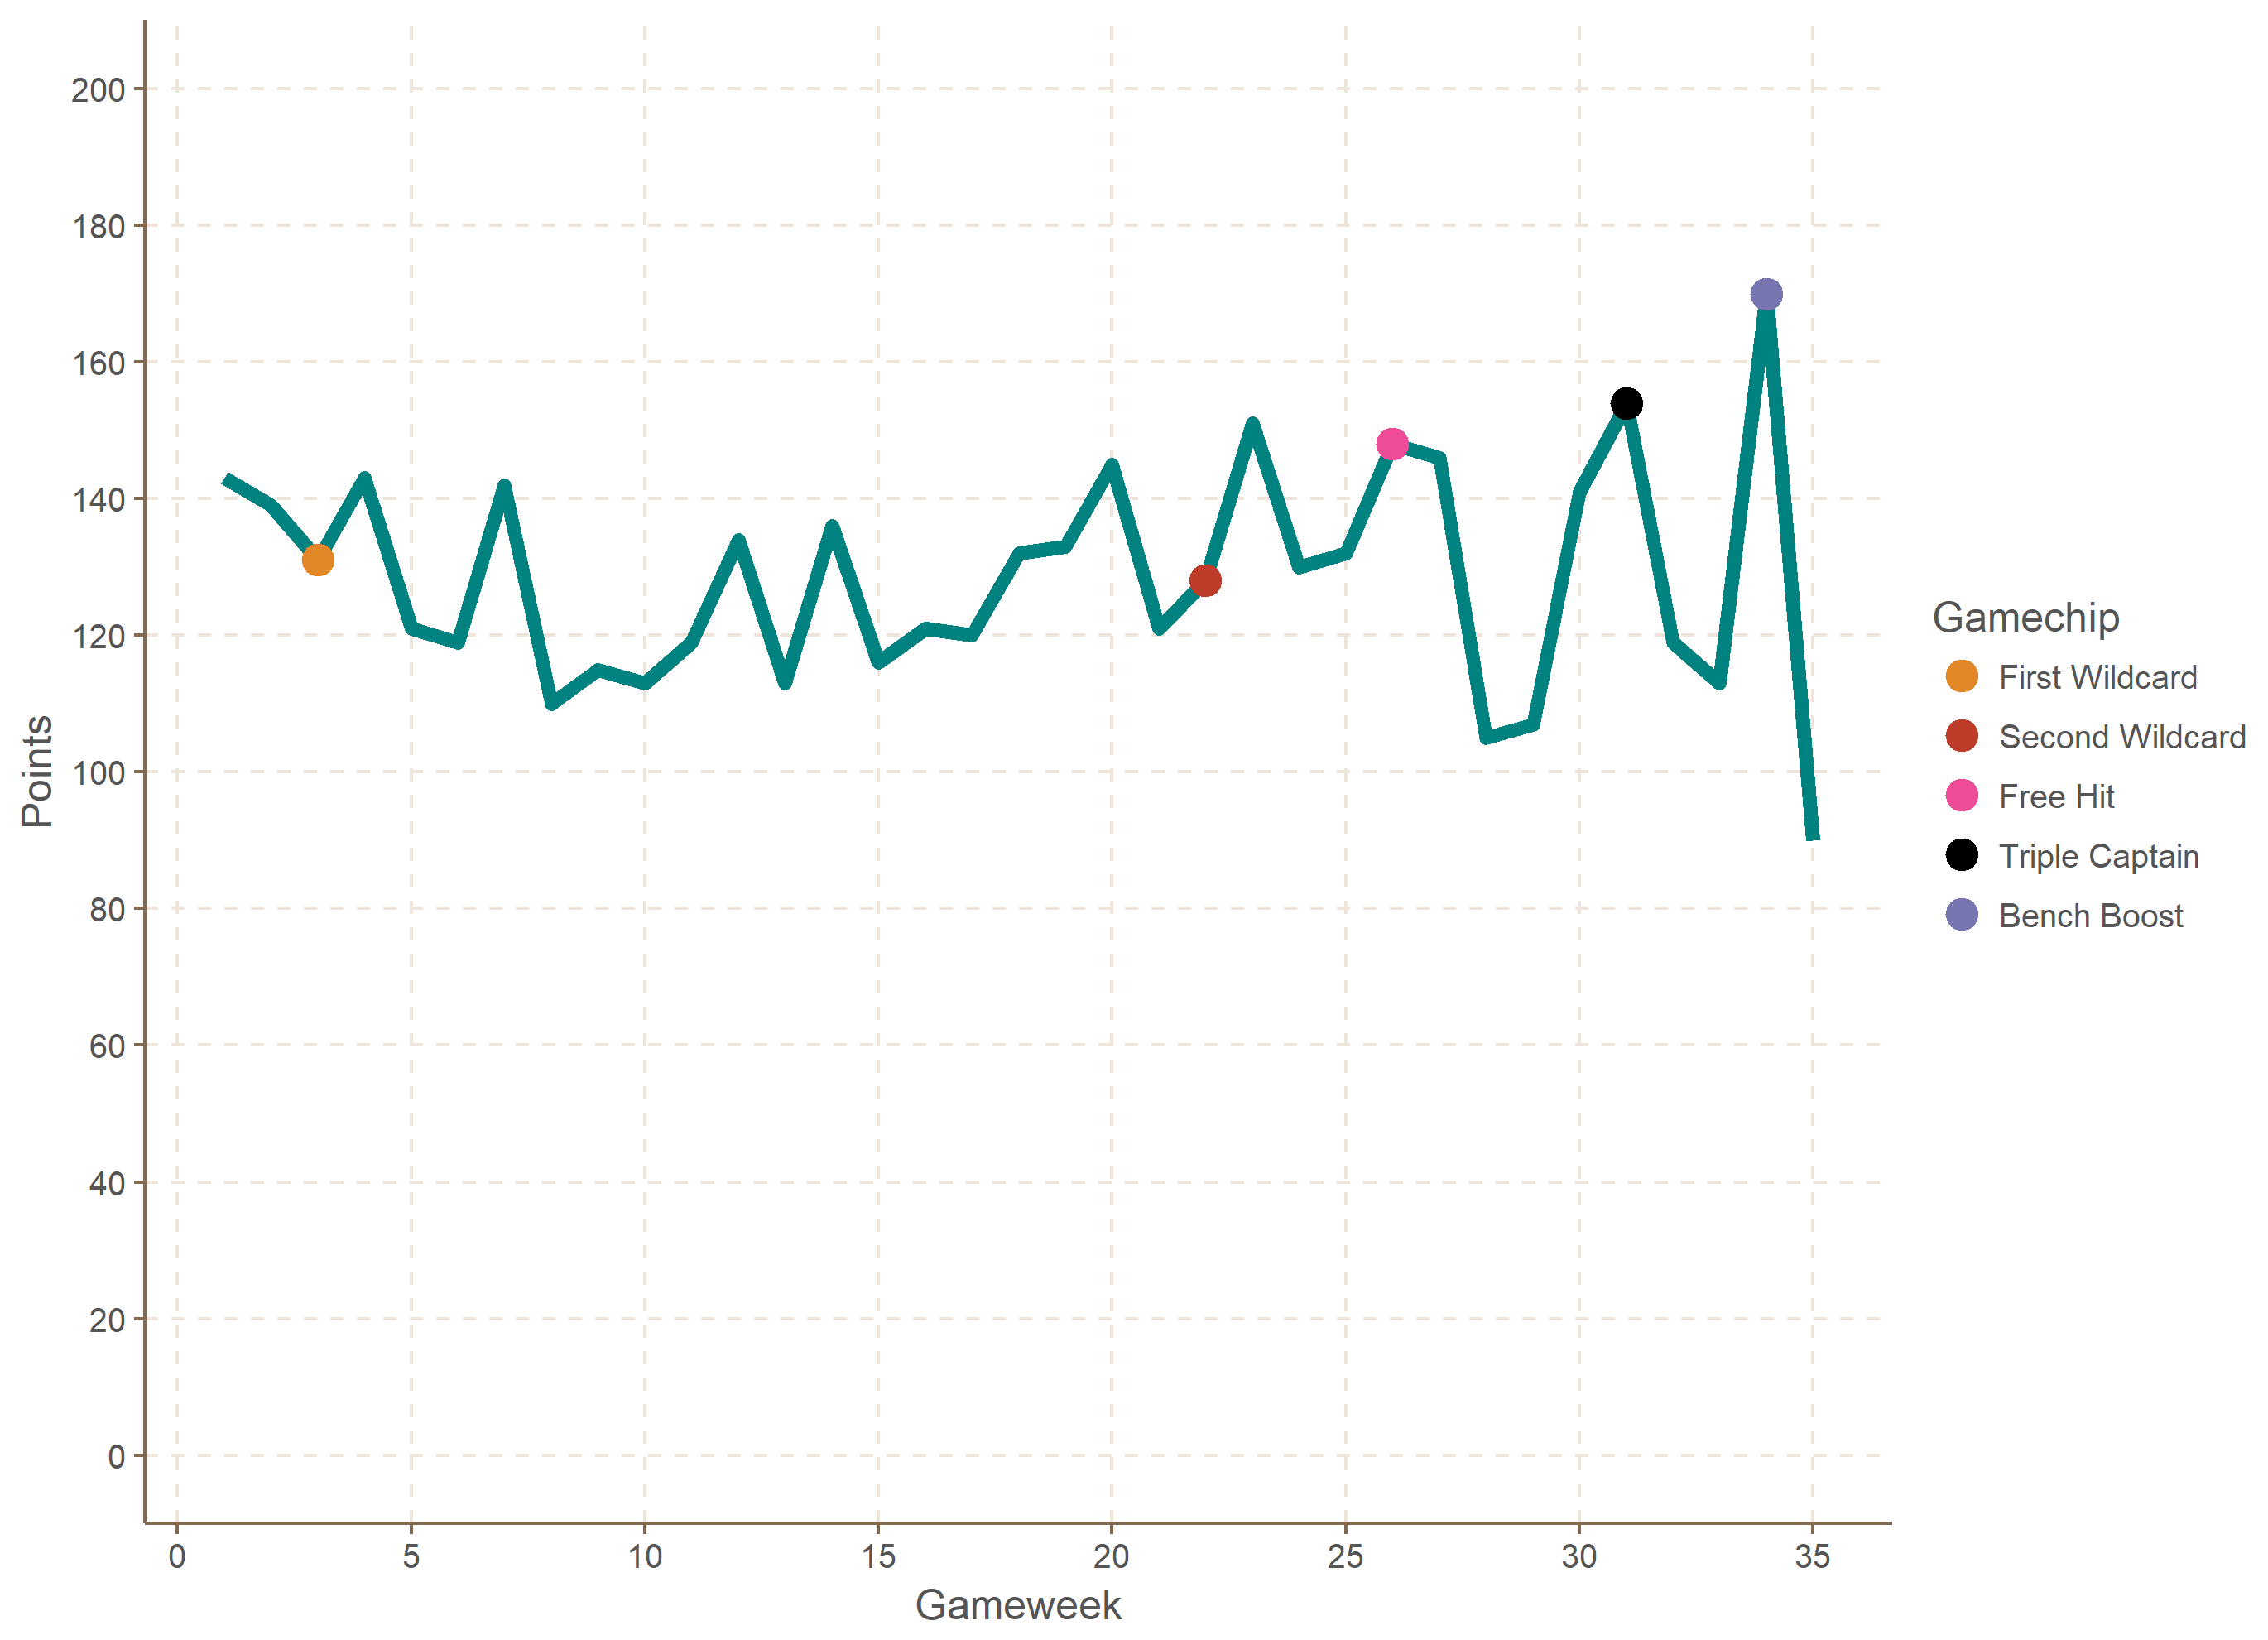 200
180
160
140
120
100
80
60
40
20
0
Points
0 5 10 15 20 25 30 35
Gameweek
Gamechip
First Wildcard
Second Wildcard
Free Hit
Triple Captain
Bench Boost